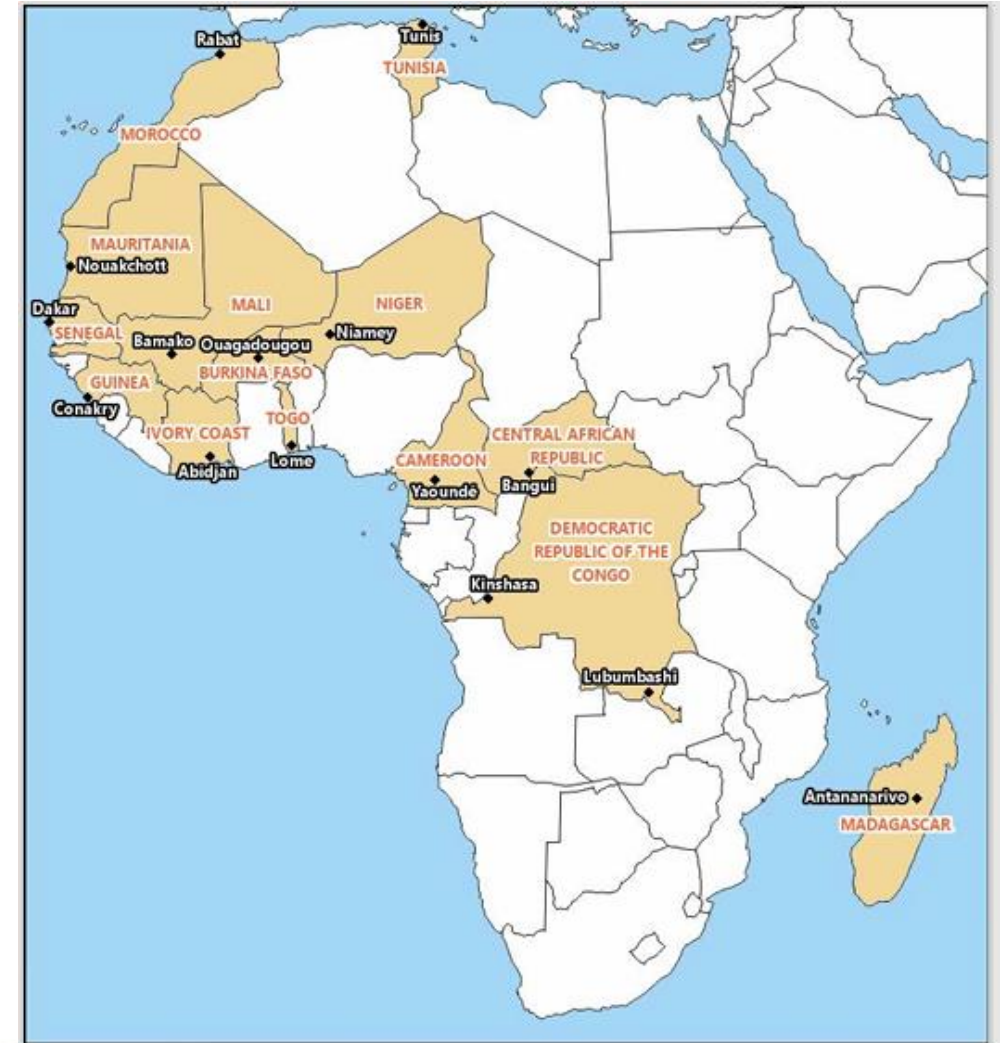 Rabat
Tunis
TUNISIA
MOROCCO
MAURITANIA
Nouakchott
MALI
NIGER
Dakar
SENEGAL
Bamako
Ouagadougou
Niamey
BURKINA FASO
GUINEA
Conakry
IVORY COAST
TOGO
Abidjan
Lome
CAMEROON
Yaoundé
CENTRAL AFRICAN
REPUBLIC
Bangui
DEMOCRATIC
REPUBLIC OF THE
CONGO
Kinshasa
Lubumbashi
Antananarivo
MADAGASCAR